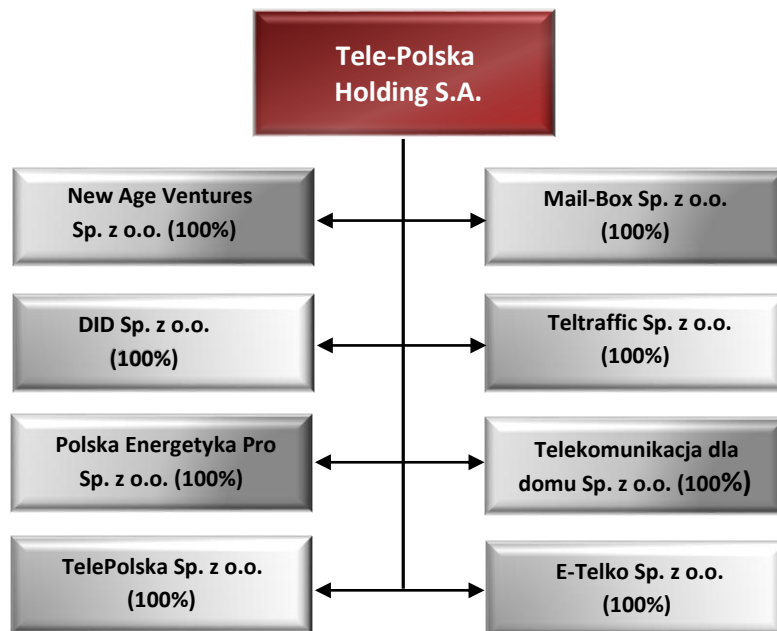 Tele-Polska
Holding S.A.
New Age Ventures
Sp. z o.o. (100%)
Mail-Box Sp. z o.o.
(100%)
DID Sp. z o.o.
(100%)
Teltraffic Sp. z o.o.
(100%)
Polska Energetyka Pro
Sp. z o.o. (100%)
Telekomunikacja dla
domu Sp. z o.o. (100%)
TelePolska Sp. z o.o.
(100%)
E-Telko Sp. z o.o.
(100%)